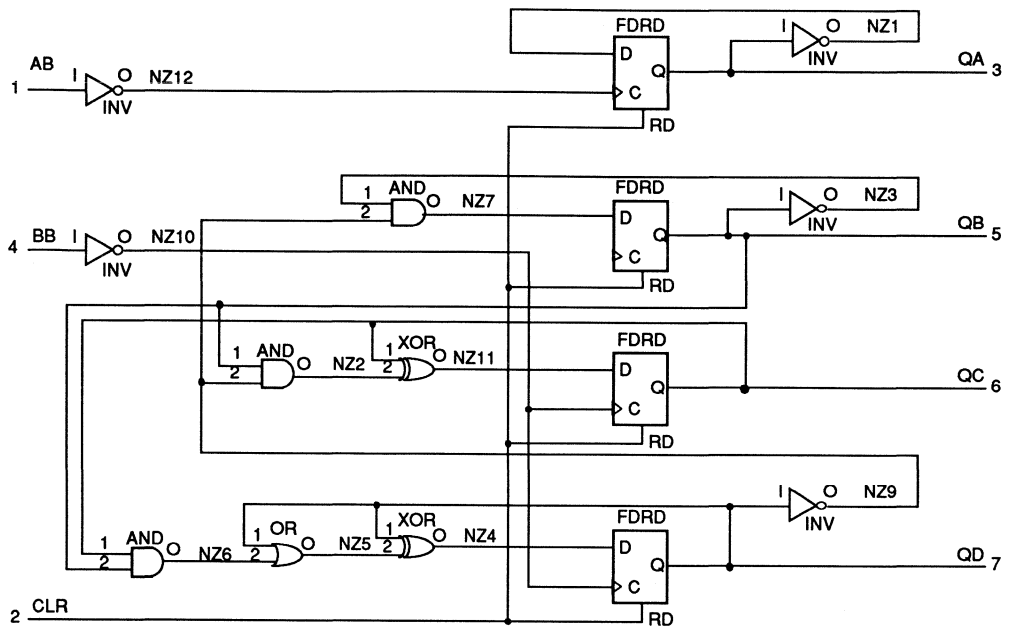 FDRD
I O NZ1
D
INV
AB
I O NZ12
Q
QA
1
3
INV
C
RD
AND
FDRD
1 O NZ7
2
D
I O NZ3
INV
QB
Q
4 BB
I O NZ10
5
INV
C
RD
XOR
FDRD
AND
1 O NZ11
2
1 O NZ2
2
D
Q
QC
6
C
RD
I O NZ9
INV
XOR
FDRD
OR
1 O NZ4
2
AND
1 O NZ5
2
D
1 O NZ6
2
Q
QD
7
C
2 CLR
RD